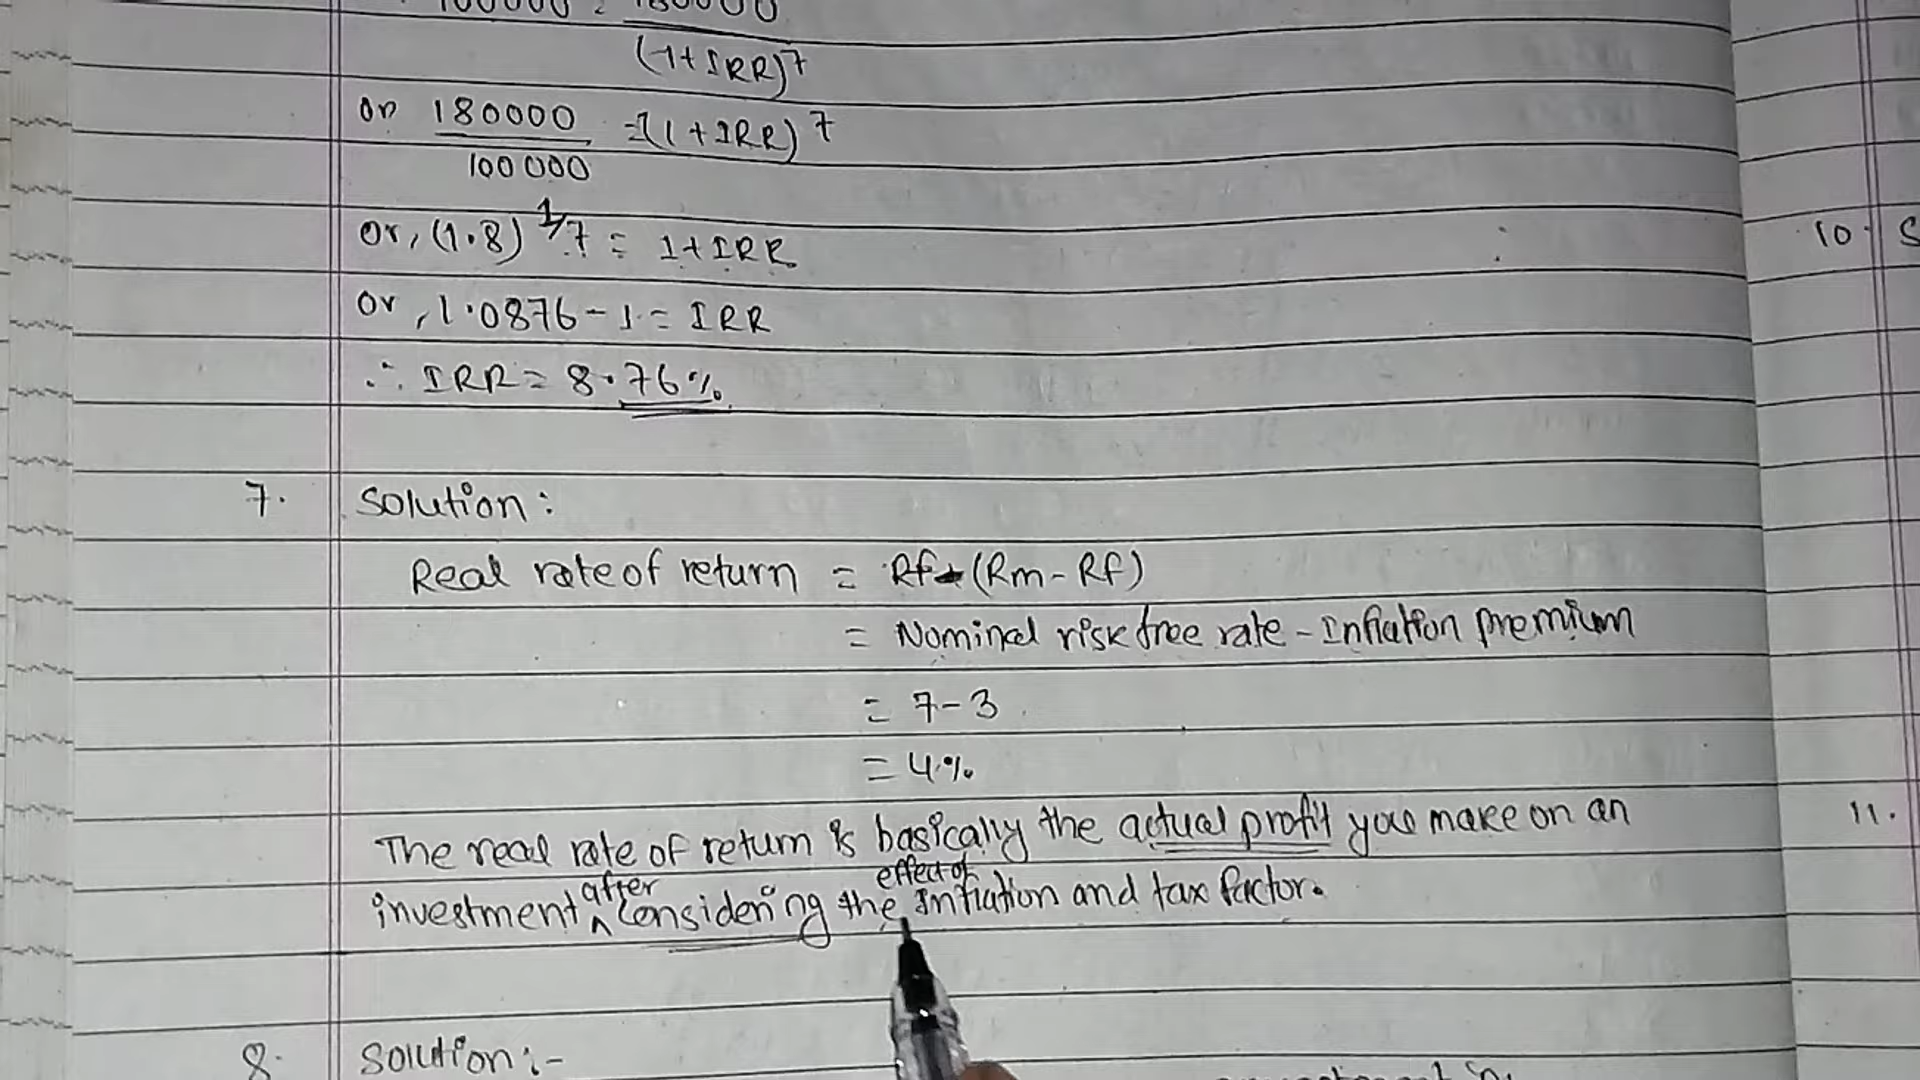 100000 = 180000
(1+IRR)7
or 180000 = 1(1+IRR)7
100000
or, (1.8) 1/7 = 1+IRR
or, 1.0876 - 1 = IRR
∴ IRR = 8.76%
7. Solution:
Real rate of return = Rf - (Rm - Rf)
= Nominal risk free rate - Inflation premium
= 7 - 3
= 4%
The real rate of return is basically the actual profit you make on an
investment after considering the effect of inflation and tax factor.
8. Solution:-
10. S
11.